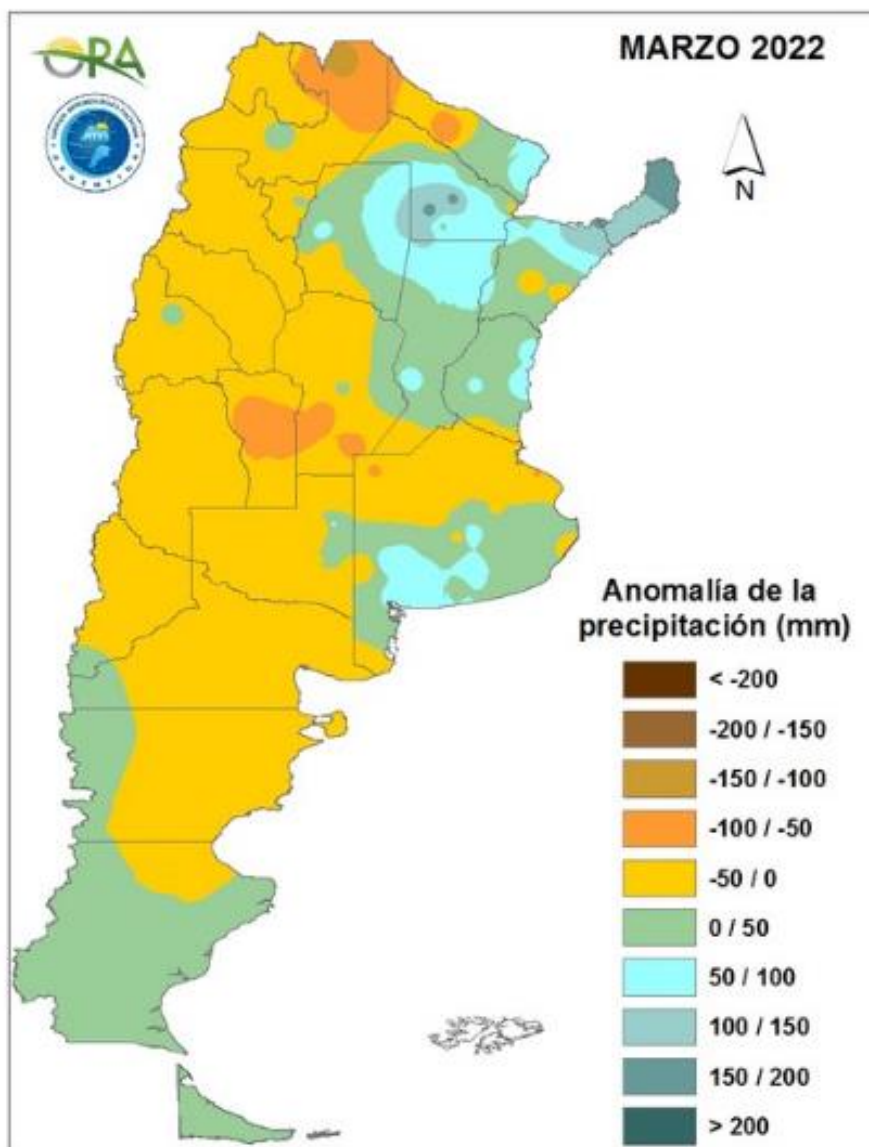 ORA
MARZO 2022
N
Anomalía de la
precipitación (mm)
< -200
-200 / -150
-150 / -100
-100 / -50
-50 / 0
0 / 50
50 / 100
100 / 150
150 / 200
> 200